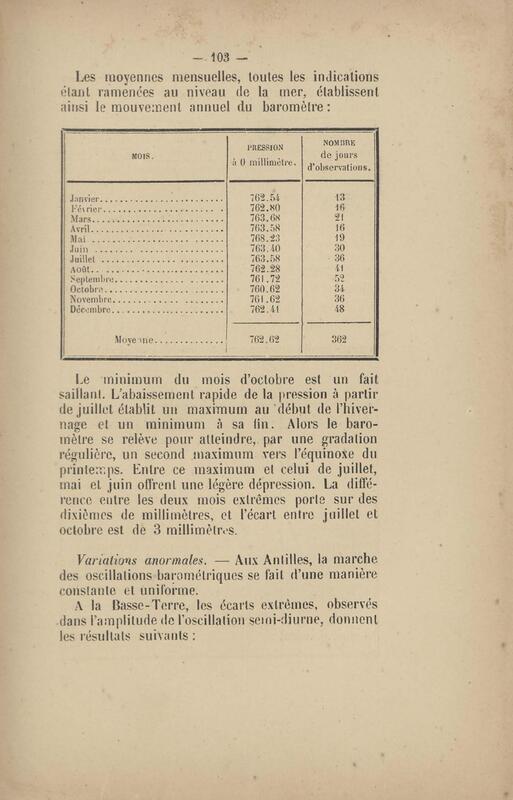 — 103 —
Les moyennes mensuelles, toutes les indications
étant ramenées au niveau de la mer, établissent
ainsi le mouvement annuel du baromètre :
MOIS. PRESSION à 0 millimètre. NOMBRE de jours d'observations.
Janvier 762.54 13
Février 762.80 16
Mars 763.68 21
Avril 763.58 16
Mai 768.23 19
Juin 763.40 30
Juillet 763.58 36
Août 762.28 41
Septembre 761.72 52
Octobre 760.62 34
Novembre 761.62 36
Décembre 762.41 48
Moyenne 762.62 362
Le minimum du mois d'octobre est un fait
saillant. L'abaissement rapide de la pression à partir
de juillet établit un maximum au début de l'hiver-
nage et un minimum à sa fin. Alors le baro-
mètre se relève pour atteindre, par une gradation
régulière, un second maximum vers l'équinoxe du
printemps. Entre ce maximum et celui de juillet,
mai et juin offrent une légère dépression. La diffé-
rence entre les deux mois extrêmes porte sur des
dixièmes de millimètres, et l'écart entre juillet et
octobre est de 3 millimètres.
Variations anormales. — Aux Antilles, la marche
des oscillations barométriques se fait d'une manière
constante et uniforme.
A la Basse-Terre, les écarts extrêmes, observés
dans l'amplitude de l'oscillation semi-diurne, donnent
les résultats suivants :